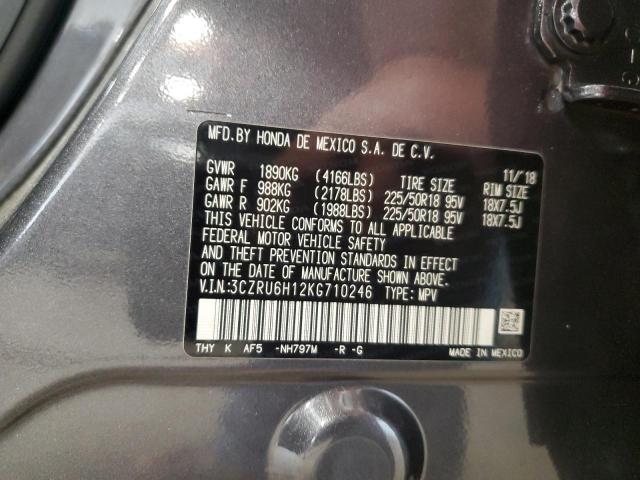 MFD. BY HONDA DE MEXICO S.A. DE C.V.
11/18
GVWR 1890KG (4166LBS) TIRE SIZE RIM SIZE
GAWR F 988KG (2178LBS) 225/50R18 95V 18X7.5J
GAWR R 902KG (1988LBS) 225/50R18 95V 18X7.5J
THIS VEHICLE CONFORMS TO ALL APPLICABLE
FEDERAL MOTOR VEHICLE SAFETY
AND THEFT PREVENTION STANDARDS IN EFFECT
ON THE DATE OF MANUFACTURE SHOWN ABOVE.
V.I.N.:3CZRU6H12KG710246 TYPE: MPV
THY K AF5 -NH797M -R -G MADE IN MEXICO